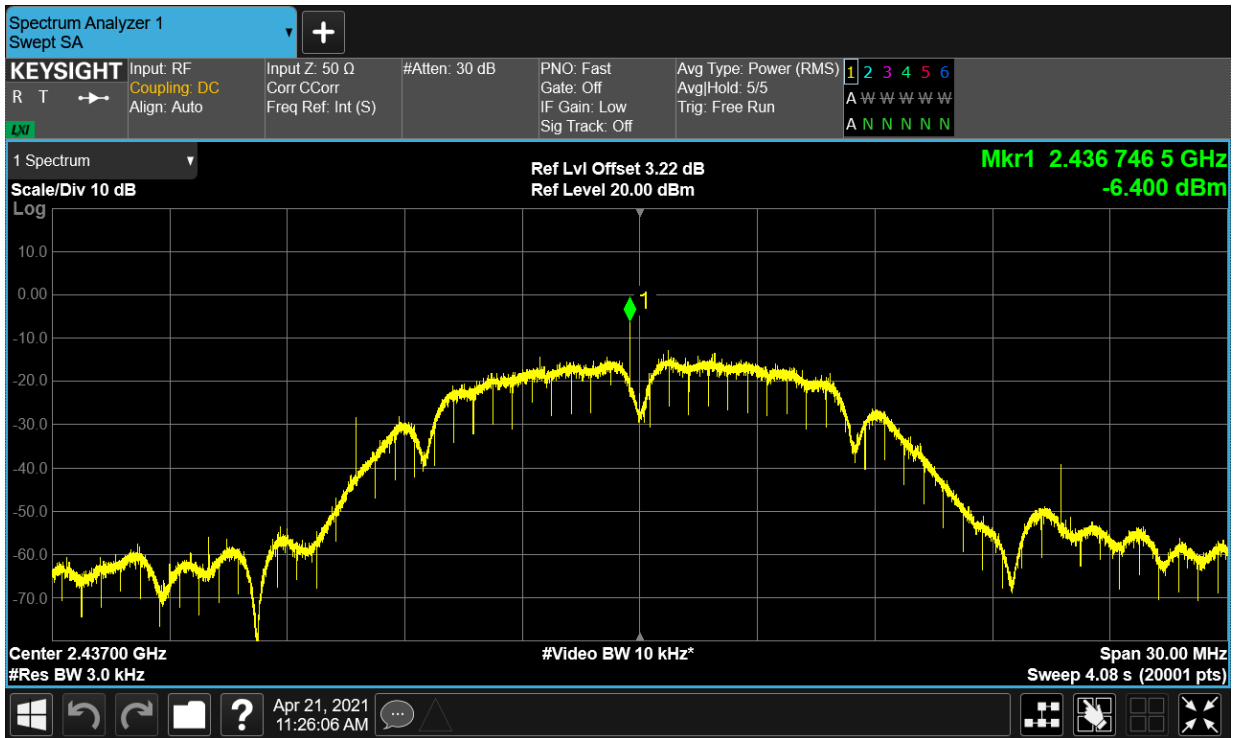 Spectrum Analyzer 1
Swept SA
+
KEYSIGHT
R T
LXI
Input: RF
Coupling: DC
Align: Auto
Input Z: 50 Ω
Corr CCorr
Freq Ref: Int (S)
#Atten: 30 dB
PNO: Fast
Gate: Off
IF Gain: Low
Sig Track: Off
Avg Type: Power (RMS)
Avg|Hold: 5/5
Trig: Free Run
1 2 3 4 5 6
A W W W W W
A N N N N N
1 Spectrum
Scale/Div 10 dB
Log
Ref Lvl Offset 3.22 dB
Ref Level 20.00 dBm
Mkr1 2.436 746 5 GHz
-6.400 dBm
10.0
0.00
-10.0
-20.0
-30.0
-40.0
-50.0
-60.0
-70.0
1
Center 2.43700 GHz
#Res BW 3.0 kHz
#Video BW 10 kHz*
Span 30.00 MHz
Sweep 4.08 s (20001 pts)
?
Apr 21, 2021
11:26:06 AM